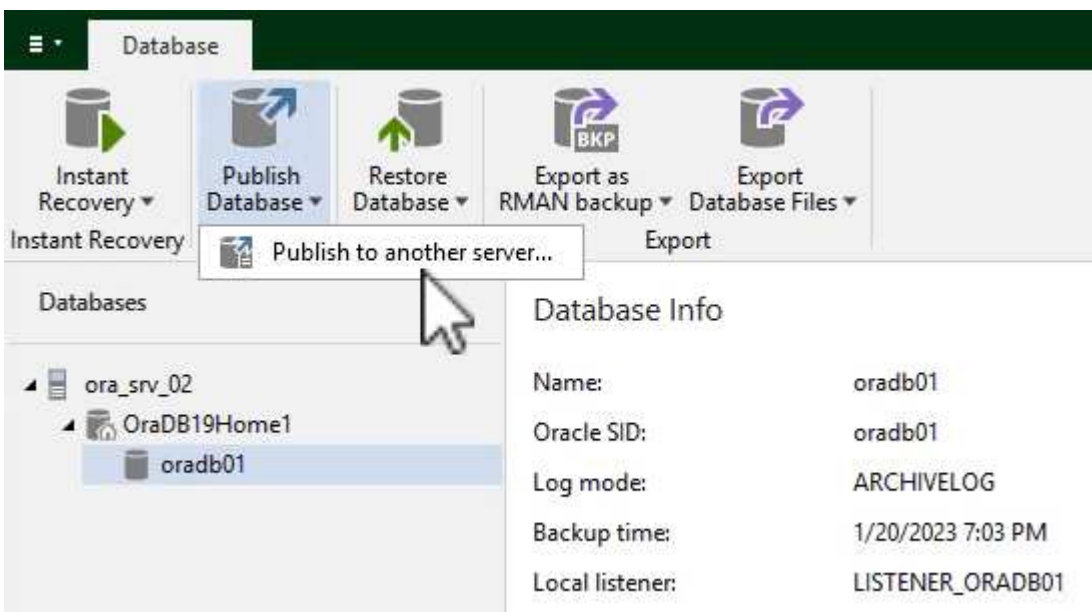 Database
Instant
Recovery
Publish
Database
Restore
Database
BKP
Export as
RMAN backup
Export
Database Files
Instant Recovery
Export
Publish to another server...
Databases
ora_srv_02
OraDB19Home1
oradb01
Database Info
Name: oradb01
Oracle SID: oradb01
Log mode: ARCHIVELOG
Backup time: 1/20/2023 7:03 PM
Local listener: LISTENER_ORADB01